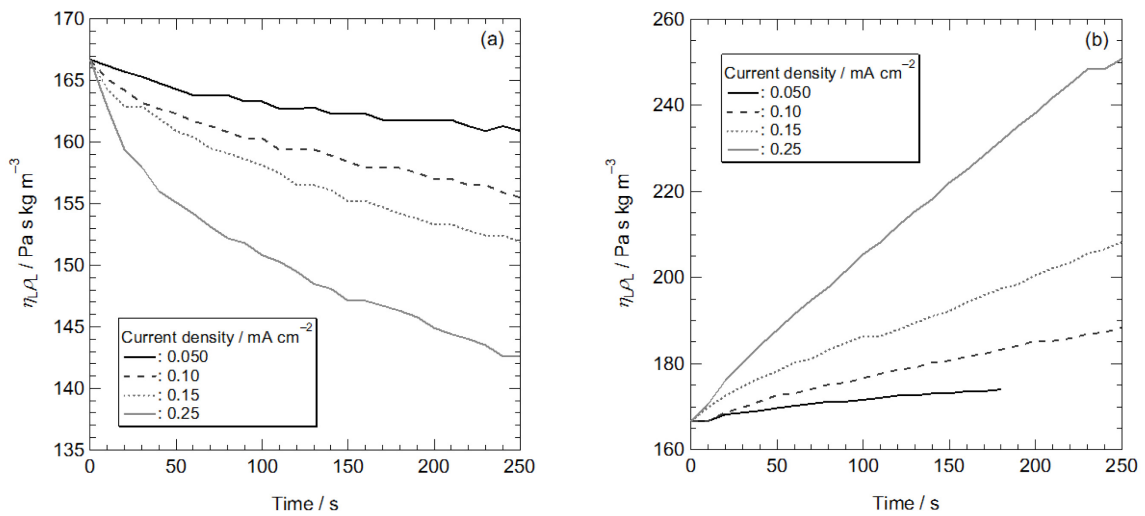 (a)
170
165
160
155
150
145
140
135
ηLρL / Pa s kg m⁻³
Current density / mA cm⁻²
: 0.050
: 0.10
: 0.15
: 0.25
0 50 100 150 200 250
Time / s
(b)
260
240
220
200
180
160
ηLρL / Pa s kg m⁻³
Current density / mA cm⁻²
: 0.050
: 0.10
: 0.15
: 0.25
0 50 100 150 200 250
Time / s